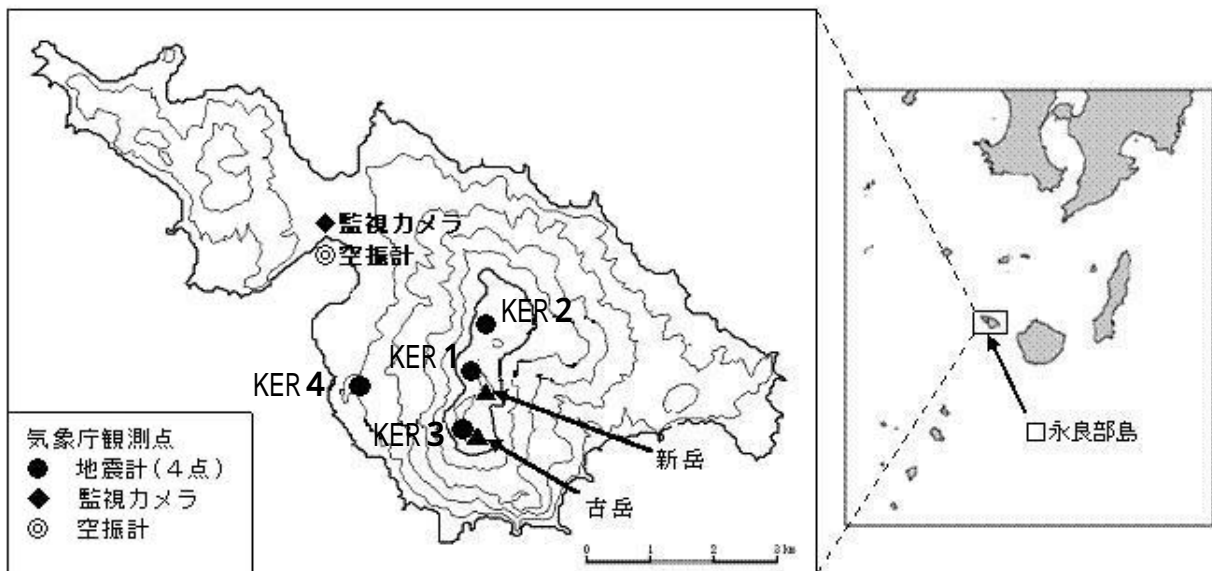 ◆監視カメラ
◎空振計
KER 2
KER 1
KER 4
KER 3
新岳
古岳
気象庁観測点
● 地震計(4点)
◆ 監視カメラ
◎ 空振計
0 1 2 3 km
口永良部島